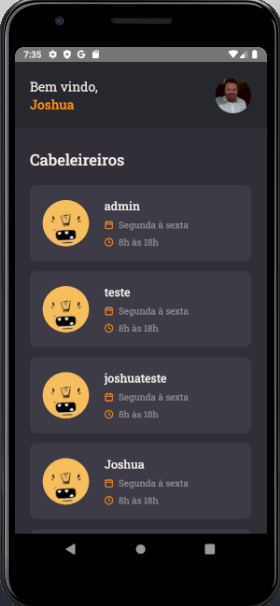 7:35
Bem vindo,
Joshua
Cabeleireiros
admin
Segunda à sexta
8h às 18h
teste
Segunda à sexta
8h às 18h
joshuateste
Segunda à sexta
8h às 18h
Joshua
Segunda à sexta
8h às 18h